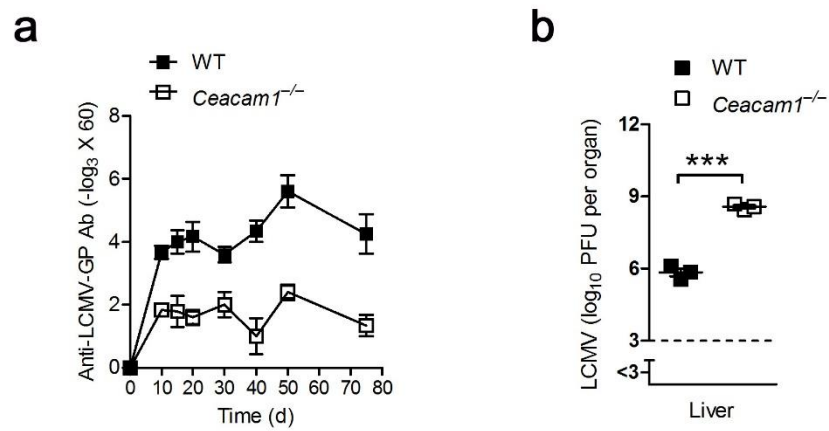 a
WT
Ceacam1−/−
Anti-LCMV-GP Ab (-log3 X 60)
8
6
4
2
0
0 10 20 30 40 50 60 70 80
Time (d)
b
WT
Ceacam1−/−
LCMV (log10 PFU per organ)
12
9
6
3
<3
***
Liver